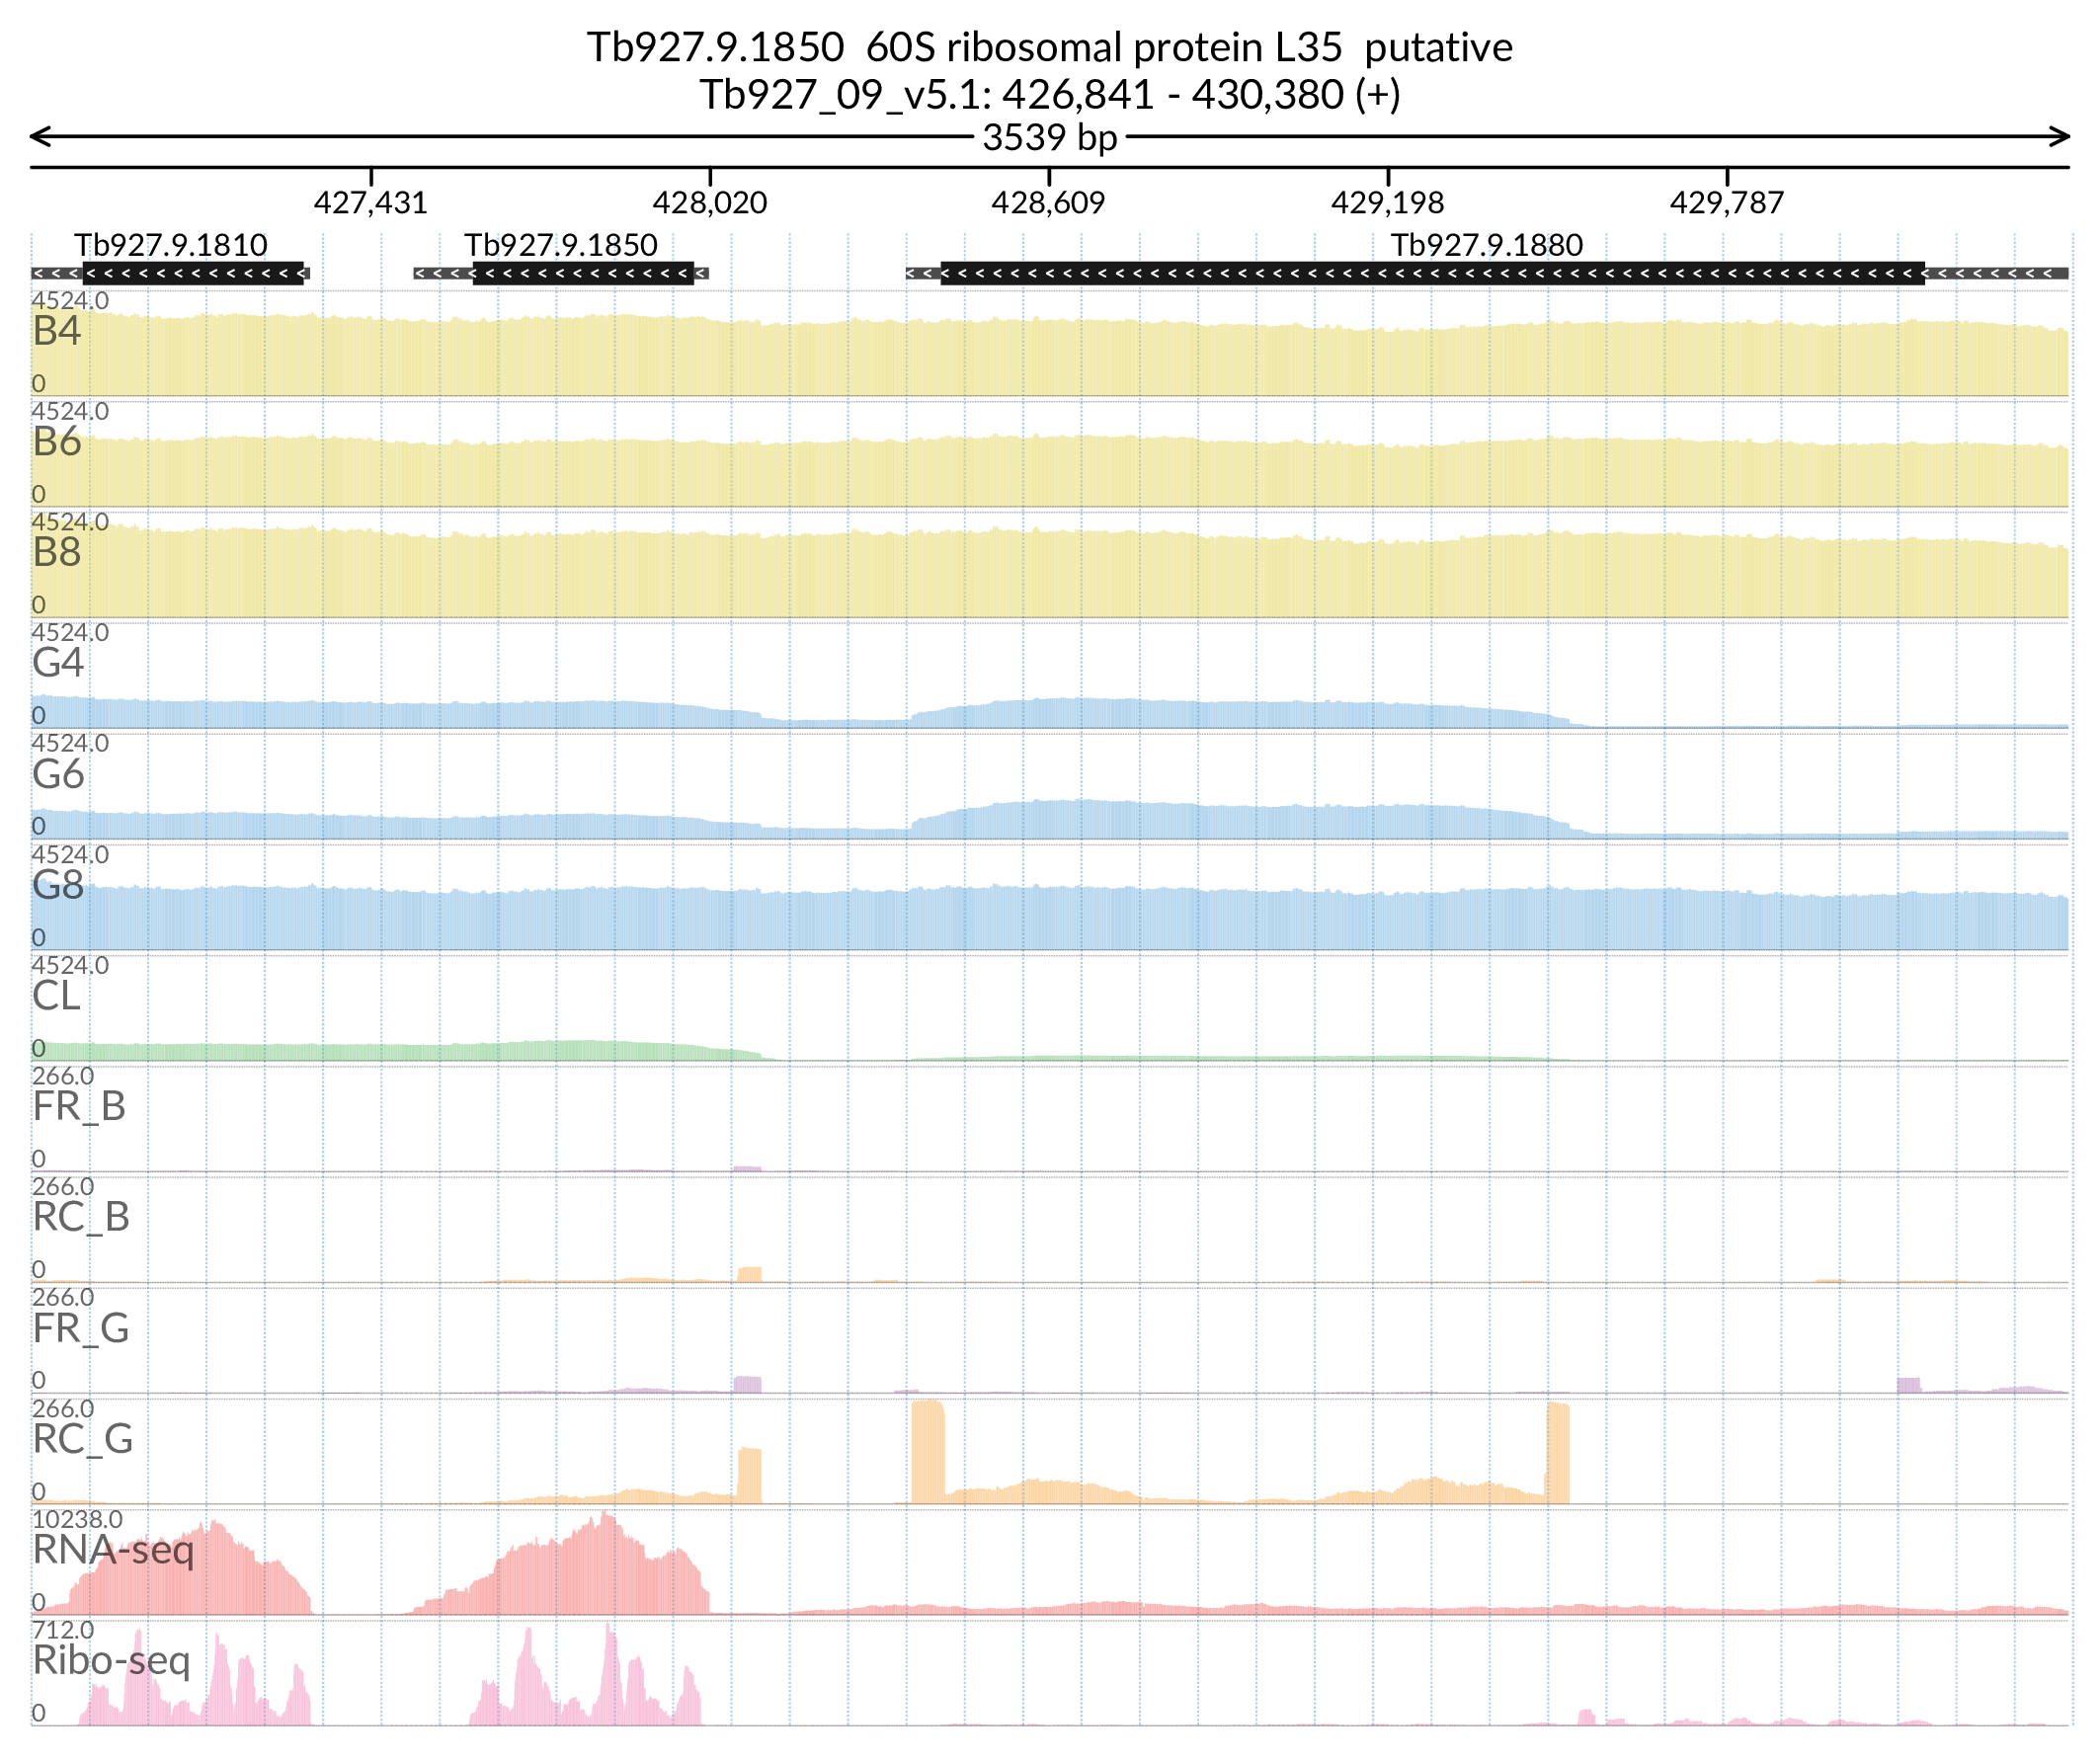 Tb927.9.1850 60S ribosomal protein L35 putative
Tb927_09_v5.1: 426,841 - 430,380 (+)
3539 bp
427,431 428,020 428,609 429,198 429,787
Tb927.9.1810 Tb927.9.1850 Tb927.9.1880
4524.0
B4
0
4524.0
B6
0
4524.0
B8
0
4524.0
G4
0
4524.0
G6
0
4524.0
G8
0
4524.0
CL
0
266.0
FR_B
0
266.0
RC_B
0
266.0
FR_G
0
266.0
RC_G
0
10238.0
RNA-seq
0
712.0
Ribo-seq
0